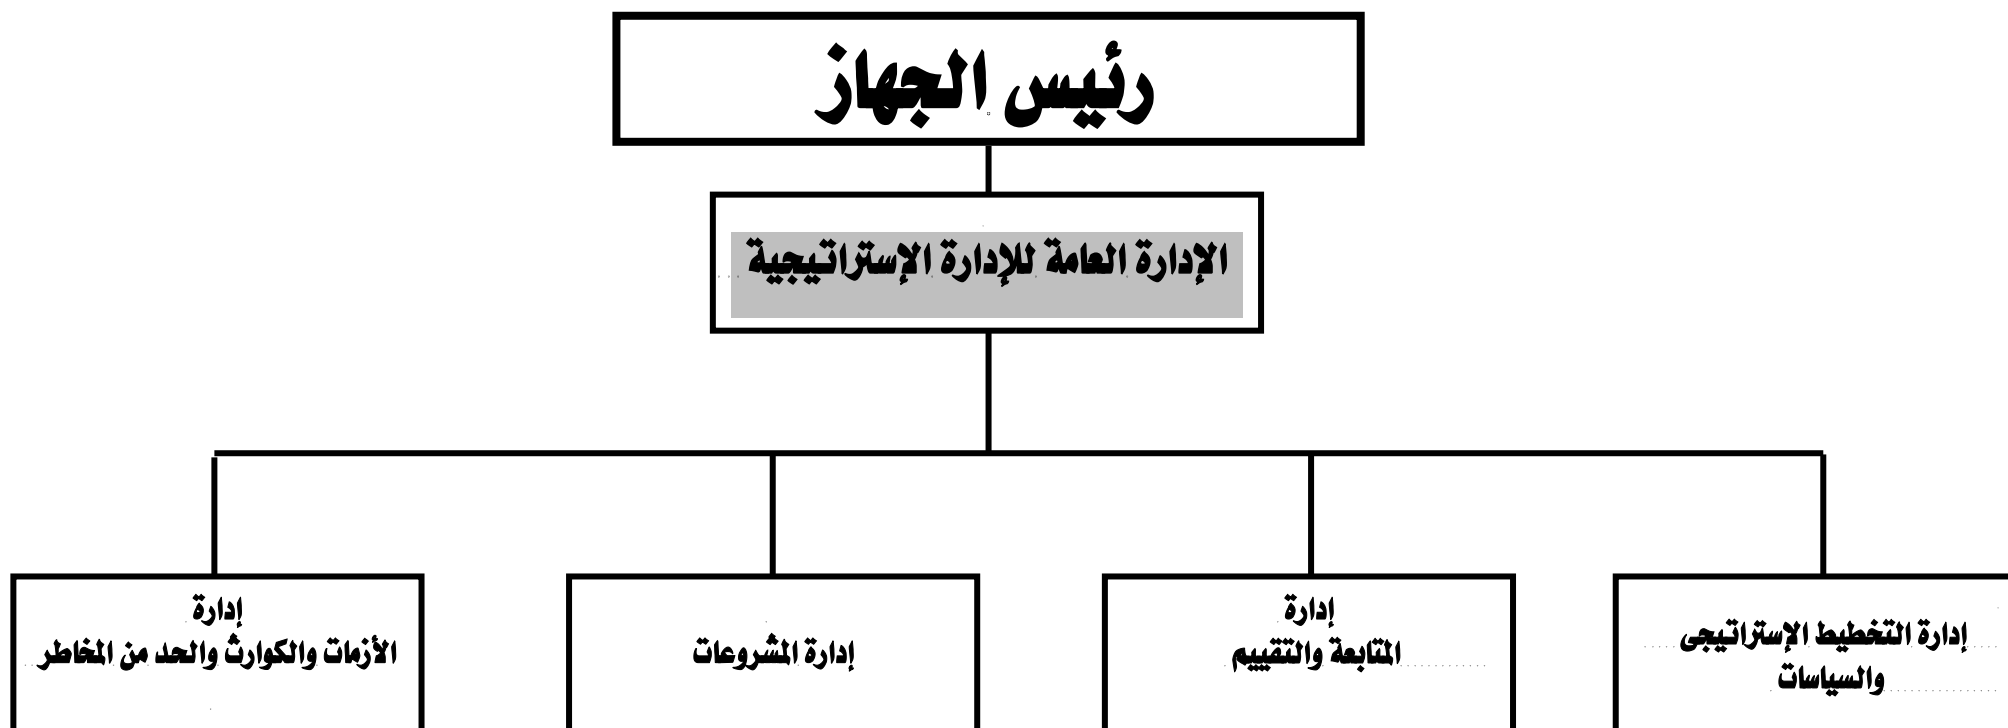 رئيس الجهاز
الإدارة العامة للإدارة الإستراتيجية
إدارة التخطيط الإستراتيجى
والسياسات
إدارة
المتابعة والتقييم
إدارة المشروعات
إدارة
الأزمات والكوارث والحد من المخاطر